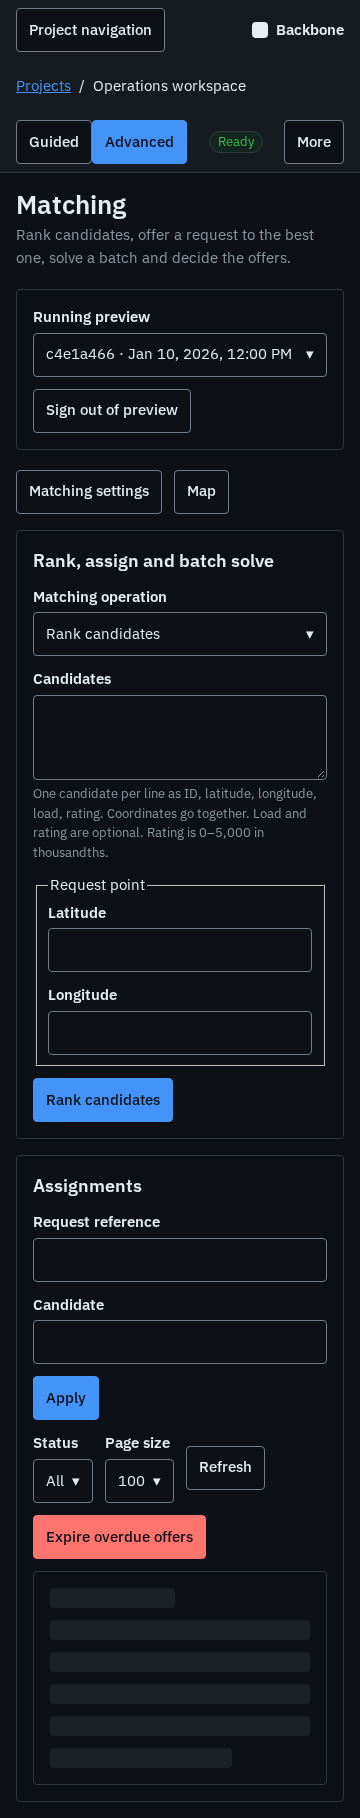 Project navigation
Backbone
Projects / Operations workspace
Guided
Advanced
Ready
More
Matching
Rank candidates, offer a request to the best
one, solve a batch and decide the offers.
Running preview
c4e1a466 · Jan 10, 2026, 12:00 PM
Sign out of preview
Matching settings
Map
Rank, assign and batch solve
Matching operation
Rank candidates
Candidates
One candidate per line as ID, latitude, longitude,
load, rating. Coordinates go together. Load and
rating are optional. Rating is 0–5,000 in
thousandths.
Request point
Latitude
Longitude
Rank candidates
Assignments
Request reference
Candidate
Apply
Status
Page size
All
100
Refresh
Expire overdue offers